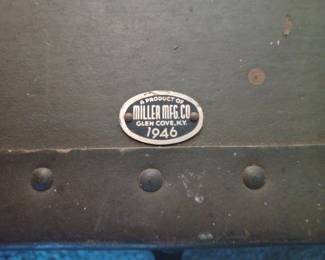 A PRODUCT OF
MILLER MFG. CO
GLEN COVE, N.Y.
1946